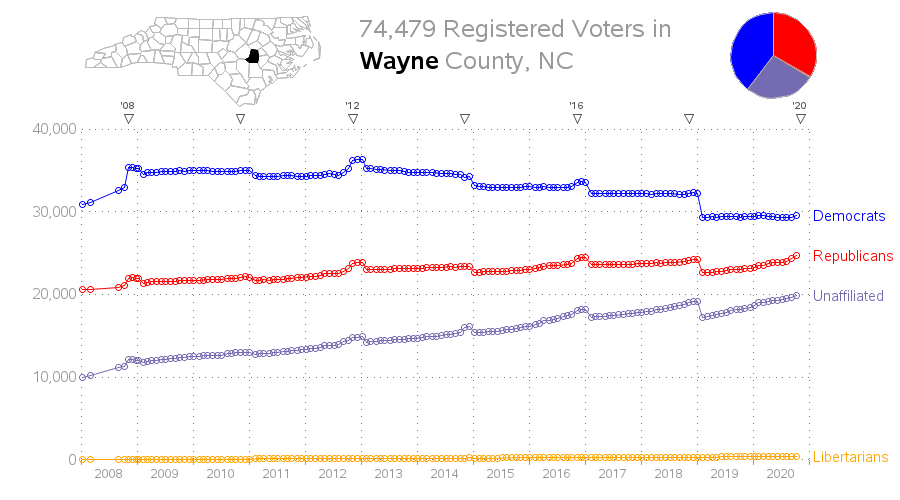 74,479 Registered Voters in
Wayne County, NC
'08 '12 '16 '20
40,000
30,000
Democrats
Republicans
20,000
Unaffiliated
10,000
0
Libertarians
2008 2009 2010 2011 2012 2013 2014 2015 2016 2017 2018 2019 2020